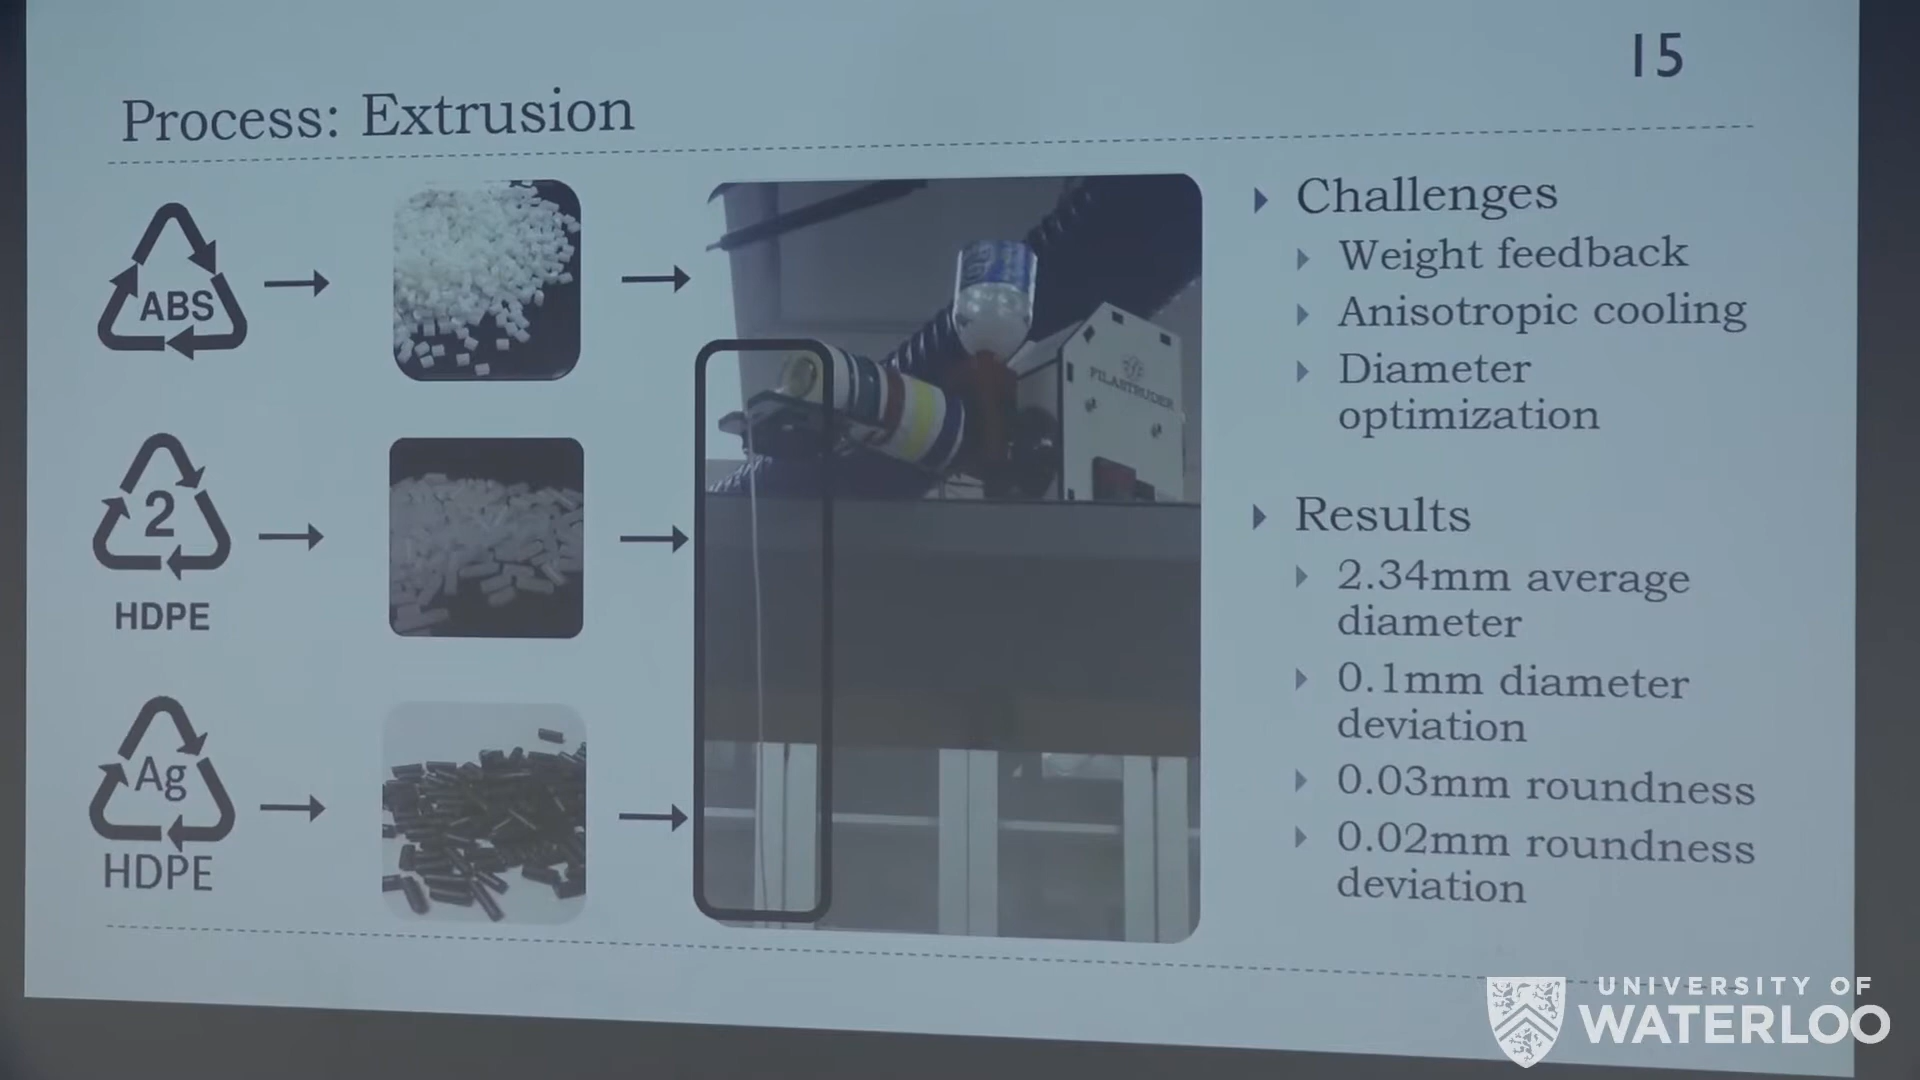 15
Process: Extrusion
ABS
2
HDPE
Ag
HDPE
FILASTRUDER
Challenges
Weight feedback
Anisotropic cooling
Diameter
optimization
Results
2.34mm average
diameter
0.1mm diameter
deviation
0.03mm roundness
0.02mm roundness
deviation
UNIVERSITY OF
WATERLOO